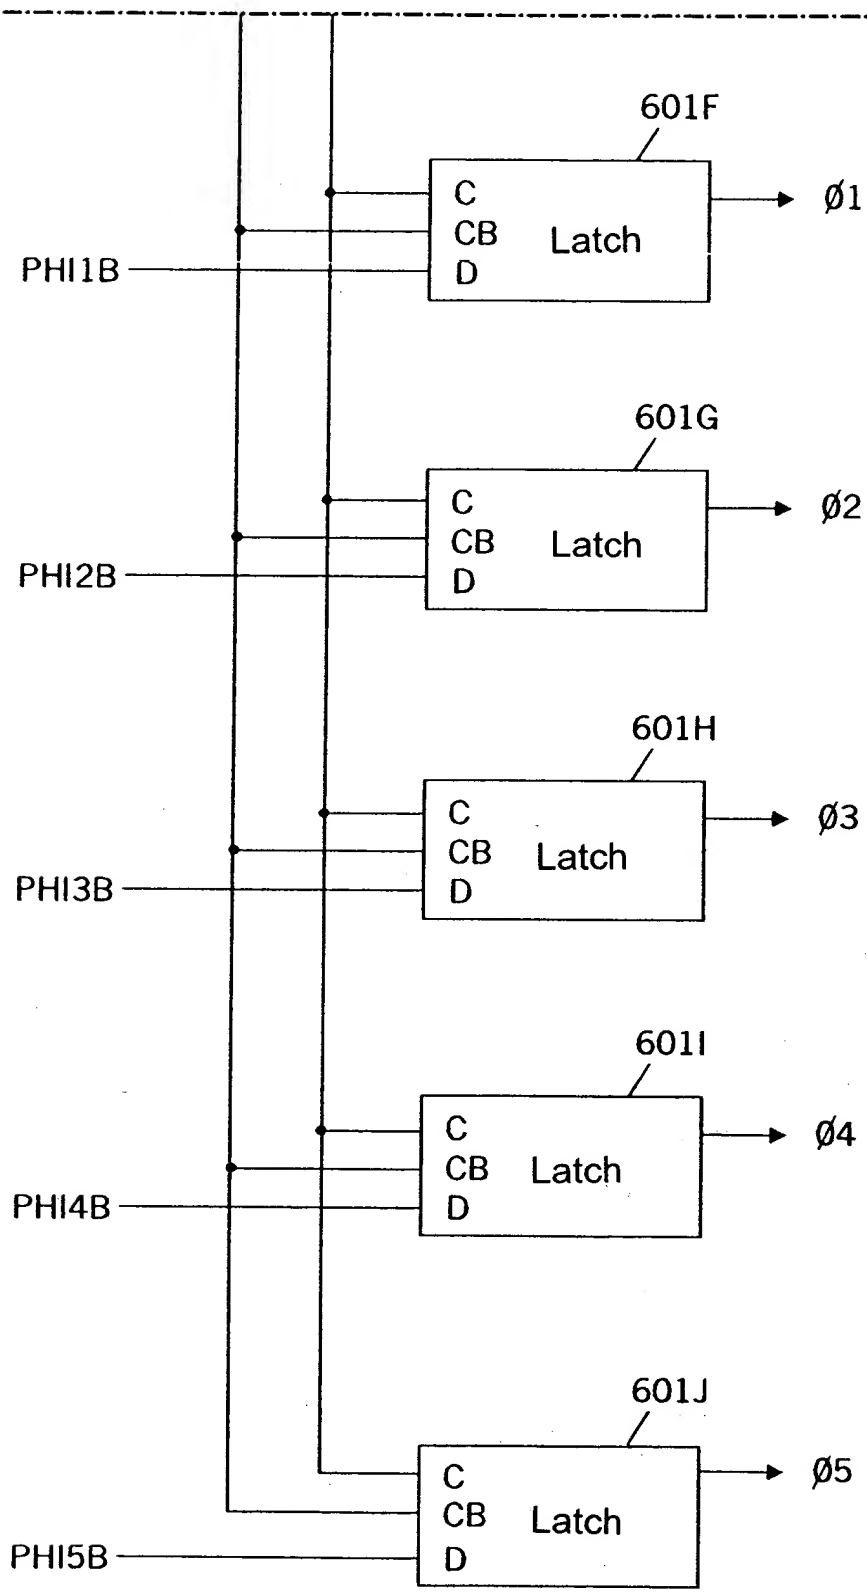 601F
C
CB
Latch
D
PHI1B
Ø1
601G
C
CB
Latch
D
PHI2B
Ø2
601H
C
CB
Latch
D
PHI3B
Ø3
601I
C
CB
Latch
D
PHI4B
Ø4
601J
C
CB
Latch
D
PHI5B
Ø5